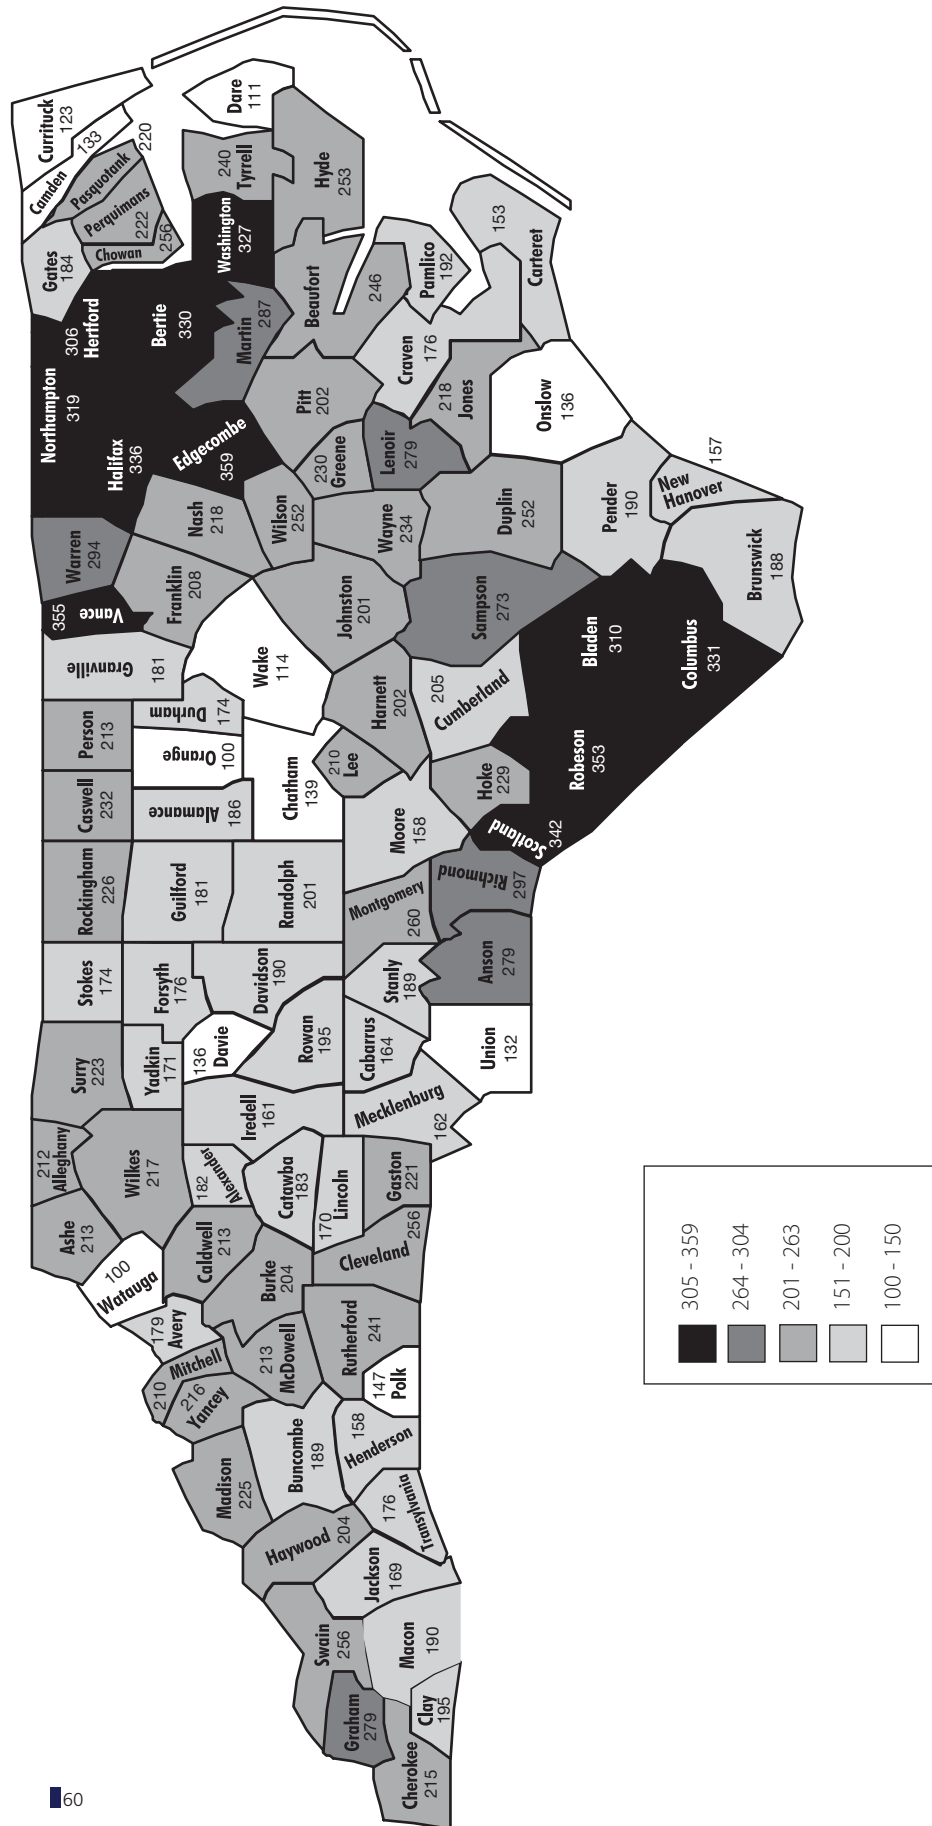 Currituck
123
Camden
133
Pasquotank
220
Perquimans
222
Chowan
256
Gates
184
Hertford
306
Northampton
319
Bertie
330
Washington
327
Tyrrell
240
Dare
111
Hyde
253
Martin
287
Beaufort
246
Pamlico
192
Carteret
153
Craven
176
Pitt
202
Halifax
336
Edgecombe
359
Greene
230
Lenoir
279
Jones
218
Onslow
136
Warren
294
Nash
218
Wilson
252
Wayne
234
Duplin
252
Pender
190
New
Hanover
157
Brunswick
188
Vance
355
Franklin
208
Johnston
201
Sampson
273
Bladen
310
Columbus
331
Granville
181
Wake
114
Harnett
202
Cumberland
205
Robeson
353
Person
213
Durham
174
Orange
100
Chatham
139
Lee
210
Hoke
229
Scotland
342
Caswell
232
Alamance
186
Moore
158
Richmond
297
Rockingham
226
Guilford
181
Randolph
201
Montgomery
260
Anson
279
Stokes
174
Forsyth
176
Davidson
190
Stanly
189
Union
132
Surry
223
Yadkin
171
Davie
136
Rowan
195
Cabarrus
164
Iredell
161
Mecklenburg
162
Alleghany
212
Wilkes
217
Alexander
182
Catawba
183
Lincoln
170
Gaston
221
Ashe
213
Watauga
100
Caldwell
213
Burke
204
Cleveland
256
Avery
179
Mitchell
210
Yancey
216
McDowell
213
Rutherford
241
Polk
147
Madison
225
Buncombe
189
Henderson
158
Haywood
204
Transylvania
176
Jackson
169
Swain
256
Macon
190
Graham
279
Clay
195
Cherokee
215
305 - 359
264 - 304
201 - 263
151 - 200
100 - 150
60